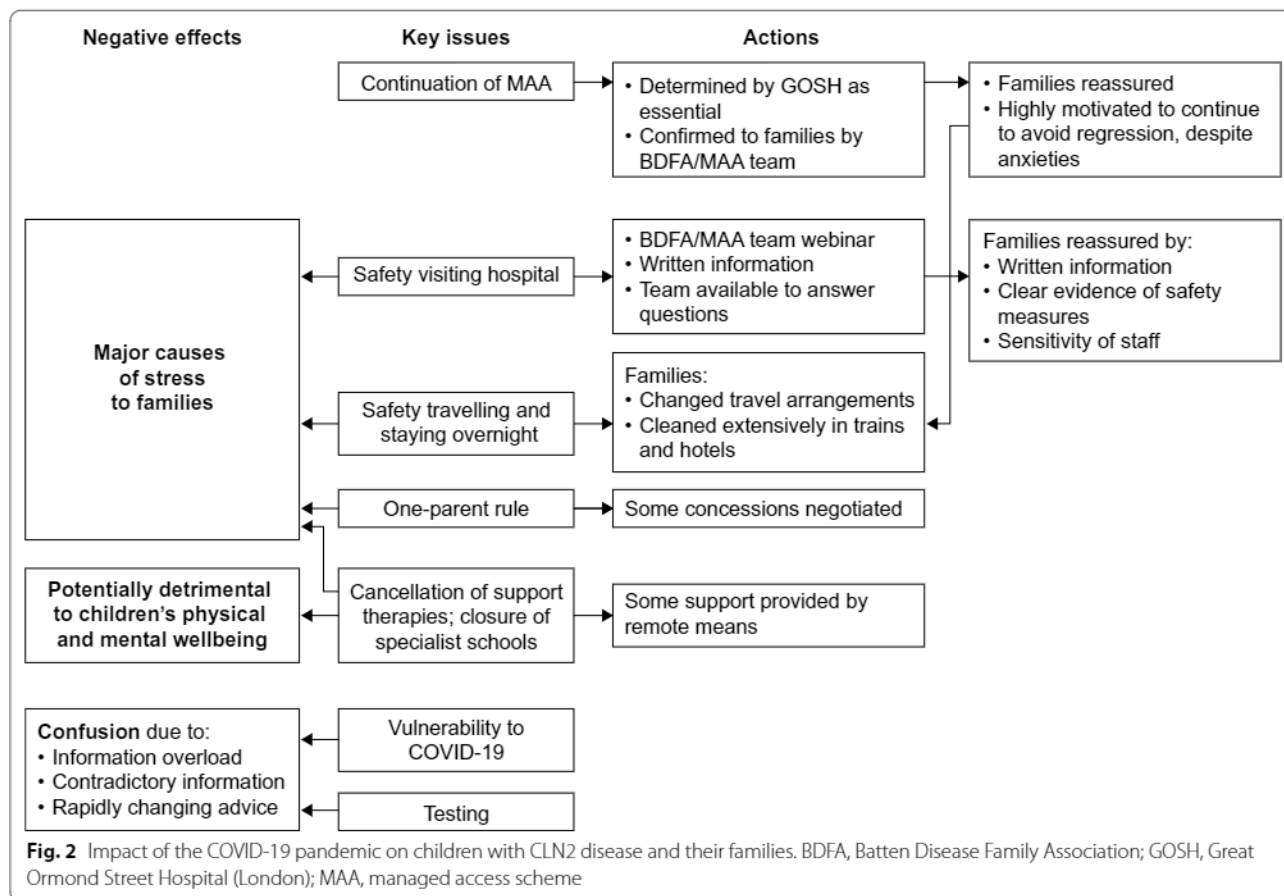 Negative effects
Key issues
Actions
Continuation of MAA
• Determined by GOSH as
essential
• Confirmed to families by
BDFA/MAA team
• Families reassured
• Highly motivated to continue
to avoid regression, despite
anxieties
Major causes
of stress
to families
Safety visiting hospital
• BDFA/MAA team webinar
• Written information
• Team available to answer
questions
Families reassured by:
• Written information
• Clear evidence of safety
measures
• Sensitivity of staff
Safety travelling and
staying overnight
Families:
• Changed travel arrangements
• Cleaned extensively in trains
and hotels
One-parent rule
Some concessions negotiated
Potentially detrimental
to children's physical
and mental wellbeing
Cancellation of support
therapies; closure of
specialist schools
Some support provided by
remote means
Confusion due to:
• Information overload
• Contradictory information
• Rapidly changing advice
Vulnerability to
COVID-19
Testing
Fig. 2 Impact of the COVID-19 pandemic on children with CLN2 disease and their families. BDFA, Batten Disease Family Association; GOSH, Great
Ormond Street Hospital (London); MAA, managed access scheme